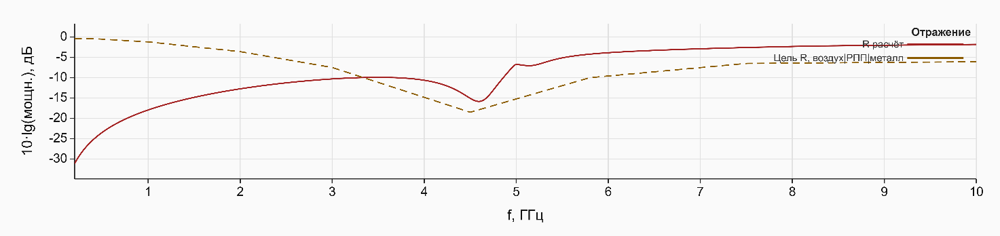 Отражение
R расчёт
Цель R, воздух|РПП|металл
10·lg(мощн.), дБ
0
-5
-10
-15
-20
-25
-30
1 2 3 4 5 6 7 8 9 10
f, ГГц